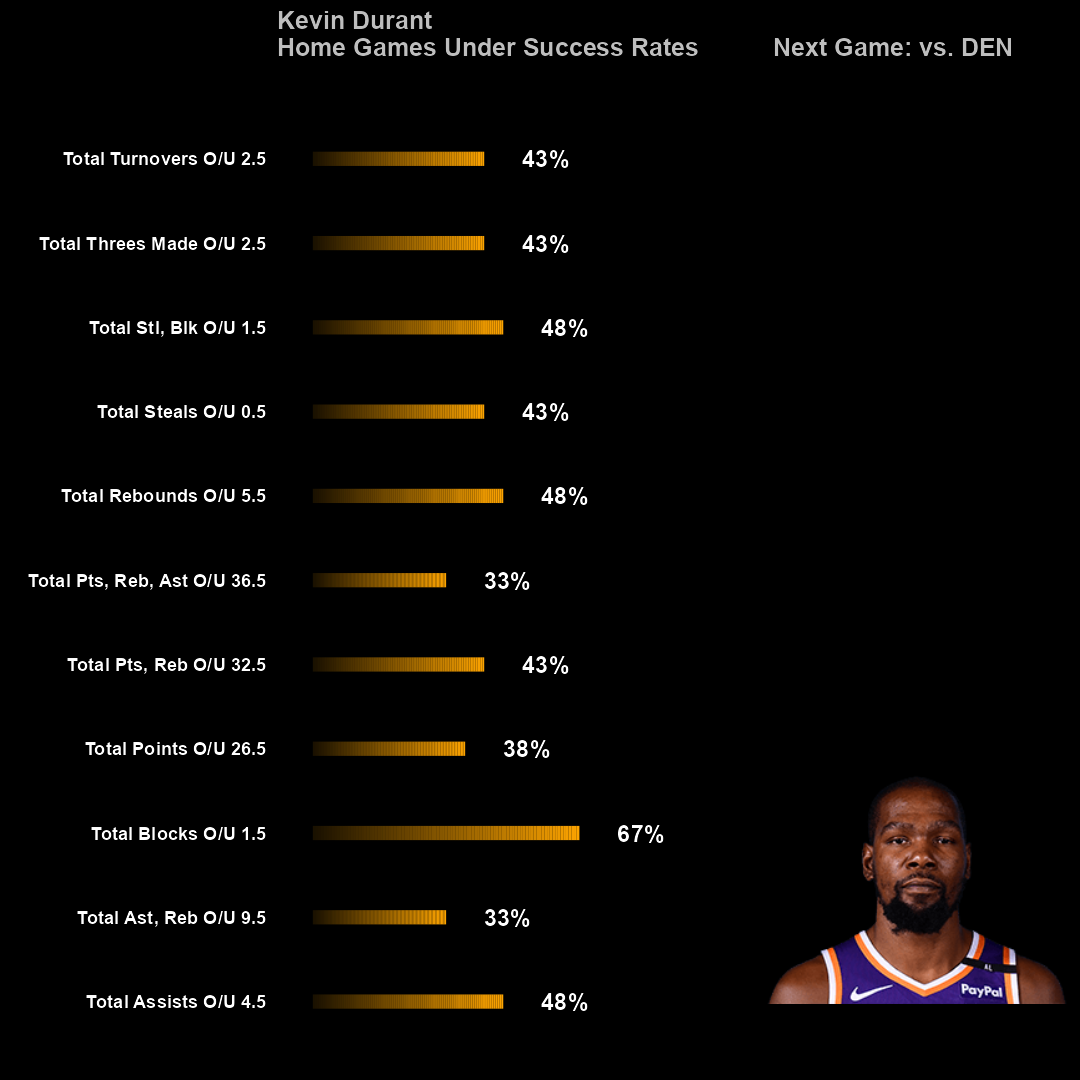 Kevin Durant
Home Games Under Success Rates
Next Game: vs. DEN
Total Turnovers O/U 2.5 43%
Total Threes Made O/U 2.5 43%
Total Stl, Blk O/U 1.5 48%
Total Steals O/U 0.5 43%
Total Rebounds O/U 5.5 48%
Total Pts, Reb, Ast O/U 36.5 33%
Total Pts, Reb O/U 32.5 43%
Total Points O/U 26.5 38%
Total Blocks O/U 1.5 67%
Total Ast, Reb O/U 9.5 33%
Total Assists O/U 4.5 48%
AL
PayPal